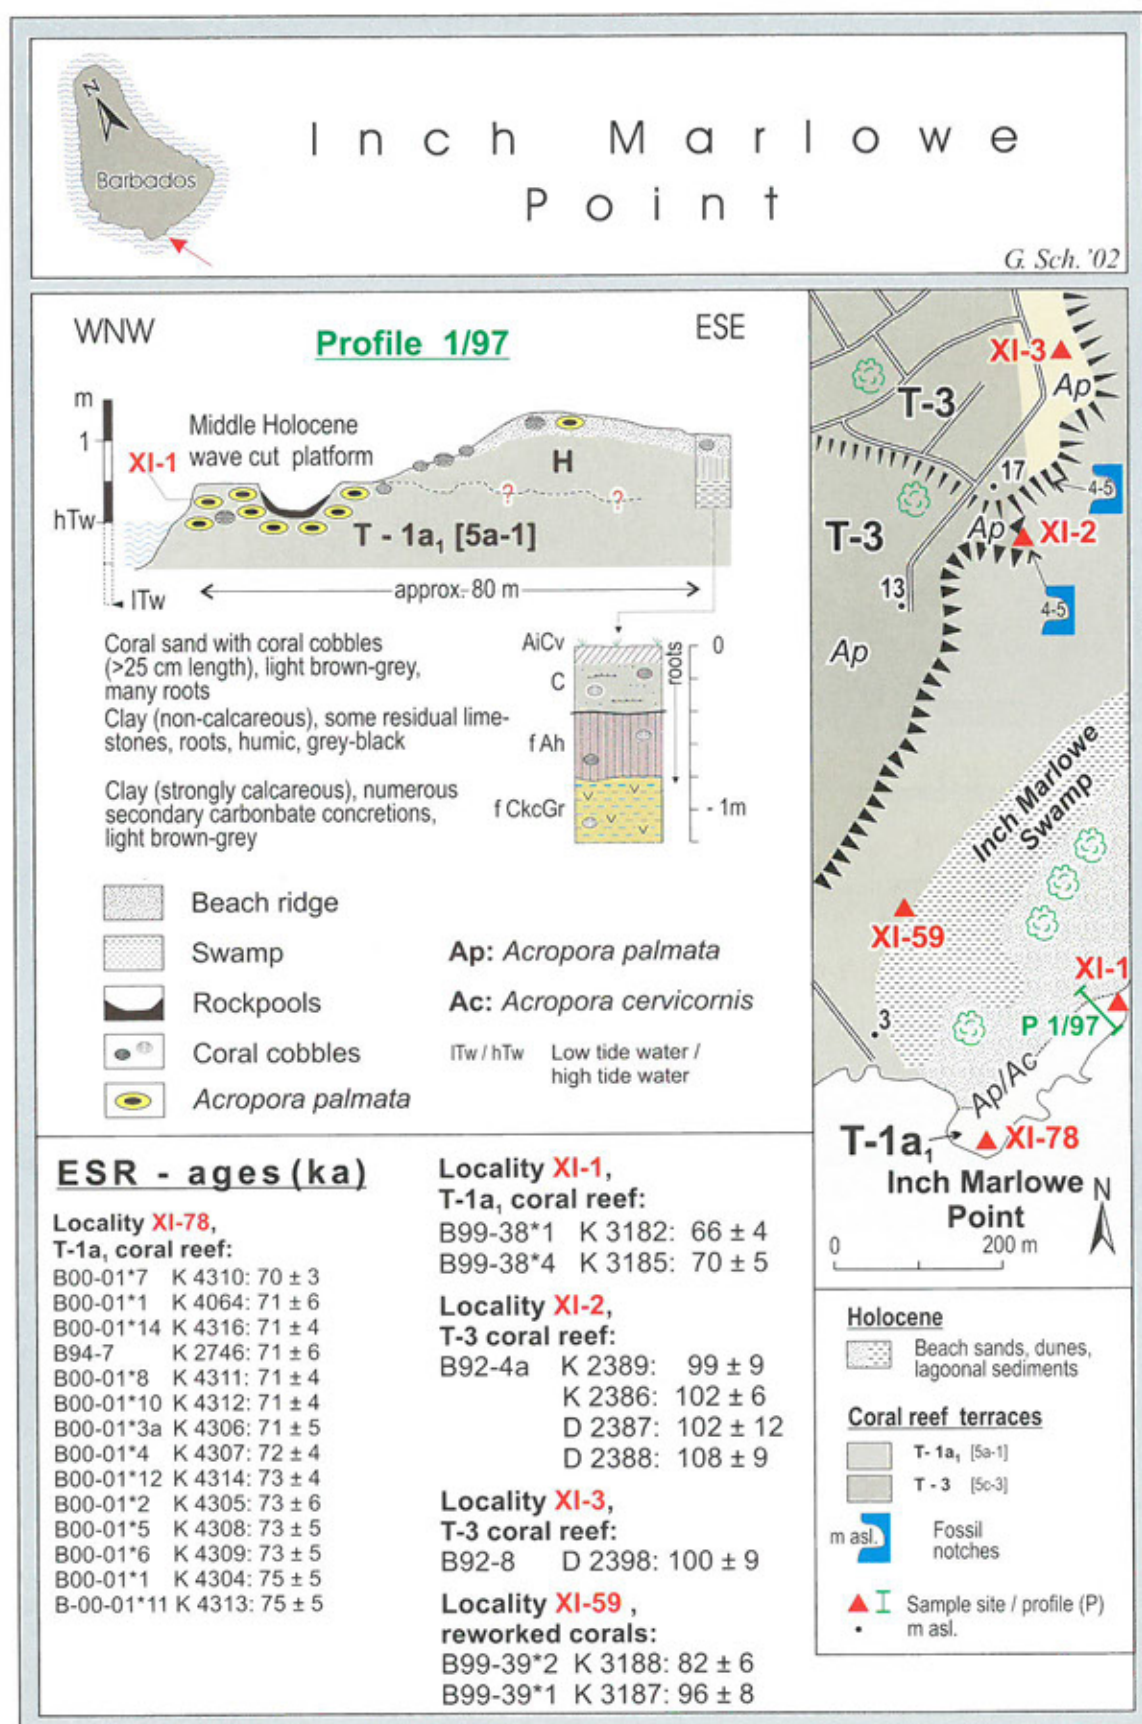 N
Barbados
Inch Marlowe
Point
G. Sch. '02
WNW
Profile 1/97
ESE
m
1
hTw
lTw
XI-1
Middle Holocene
wave cut platform
H
?
?
T - 1a₁ [5a-1]
approx. 80 m
Coral sand with coral cobbles
(>25 cm length), light brown-grey,
many roots
Clay (non-calcareous), some residual lime-
stones, roots, humic, grey-black
Clay (strongly calcareous), numerous
secondary carbonbate concretions,
light brown-grey
AiCv
C
f Ah
f CkcGr
roots
0
- 1m
Beach ridge
Swamp
Rockpools
Coral cobbles
Acropora palmata
Ap: Acropora palmata
Ac: Acropora cervicornis
lTw / hTw Low tide water /
high tide water
XI-3
Ap
T-3
17
4-5
Ap
XI-2
T-3
13
4-5
Ap
Inch Marlowe
Swamp
XI-59
XI-1
3
P 1/97
Ap/Ac
T-1a₁
XI-78
Inch Marlowe
Point
N
0 200 m
ESR - ages (ka)
Locality XI-78,
T-1a₁ coral reef:
B00-01*7 K 4310: 70 ± 3
B00-01*1 K 4064: 71 ± 6
B00-01*14 K 4316: 71 ± 4
B94-7 K 2746: 71 ± 6
B00-01*8 K 4311: 71 ± 4
B00-01*10 K 4312: 71 ± 4
B00-01*3a K 4306: 71 ± 5
B00-01*4 K 4307: 72 ± 4
B00-01*12 K 4314: 73 ± 4
B00-01*2 K 4305: 73 ± 6
B00-01*5 K 4308: 73 ± 5
B00-01*6 K 4309: 73 ± 5
B00-01*1 K 4304: 75 ± 5
B-00-01*11 K 4313: 75 ± 5
Locality XI-1,
T-1a₁ coral reef:
B99-38*1 K 3182: 66 ± 4
B99-38*4 K 3185: 70 ± 5
Locality XI-2,
T-3 coral reef:
B92-4a K 2389: 99 ± 9
K 2386: 102 ± 6
D 2387: 102 ± 12
D 2388: 108 ± 9
Locality XI-3,
T-3 coral reef:
B92-8 D 2398: 100 ± 9
Locality XI-59 ,
reworked corals:
B99-39*2 K 3188: 82 ± 6
B99-39*1 K 3187: 96 ± 8
Holocene
Beach sands, dunes,
lagoonal sediments
Coral reef terraces
T- 1a₁ [5a-1]
T - 3 [5c-3]
m asl.
Fossil
notches
Sample site / profile (P)
m asl.